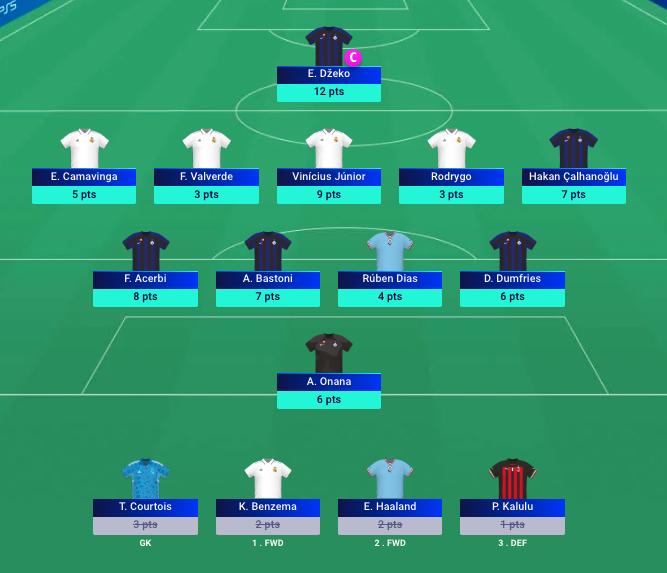 PS5
C
E. Džeko
12 pts
E. Camavinga F. Valverde Vinícius Júnior Rodrygo Hakan Çalhanoğlu
5 pts 3 pts 9 pts 3 pts 7 pts
F. Acerbi A. Bastoni Rúben Dias D. Dumfries
8 pts 7 pts 4 pts 6 pts
A. Onana
6 pts
T. Courtois K. Benzema E. Haaland P. Kalulu
3 pts 2 pts 2 pts 1 pts
GK 1 . FWD 2 . FWD 3 . DEF